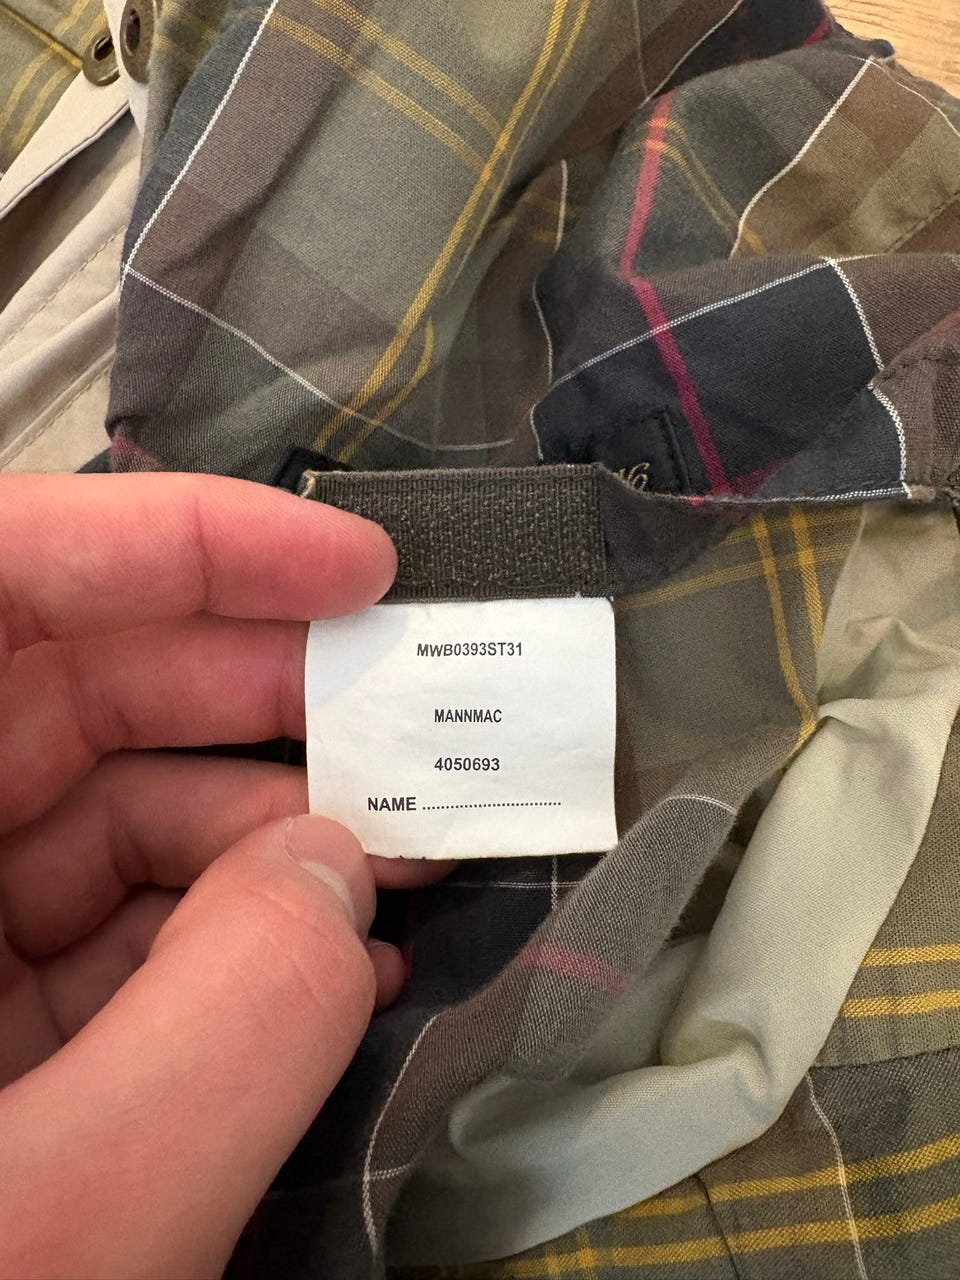 MWB0393ST31
MANNMAC
4050693
NAME ..............................